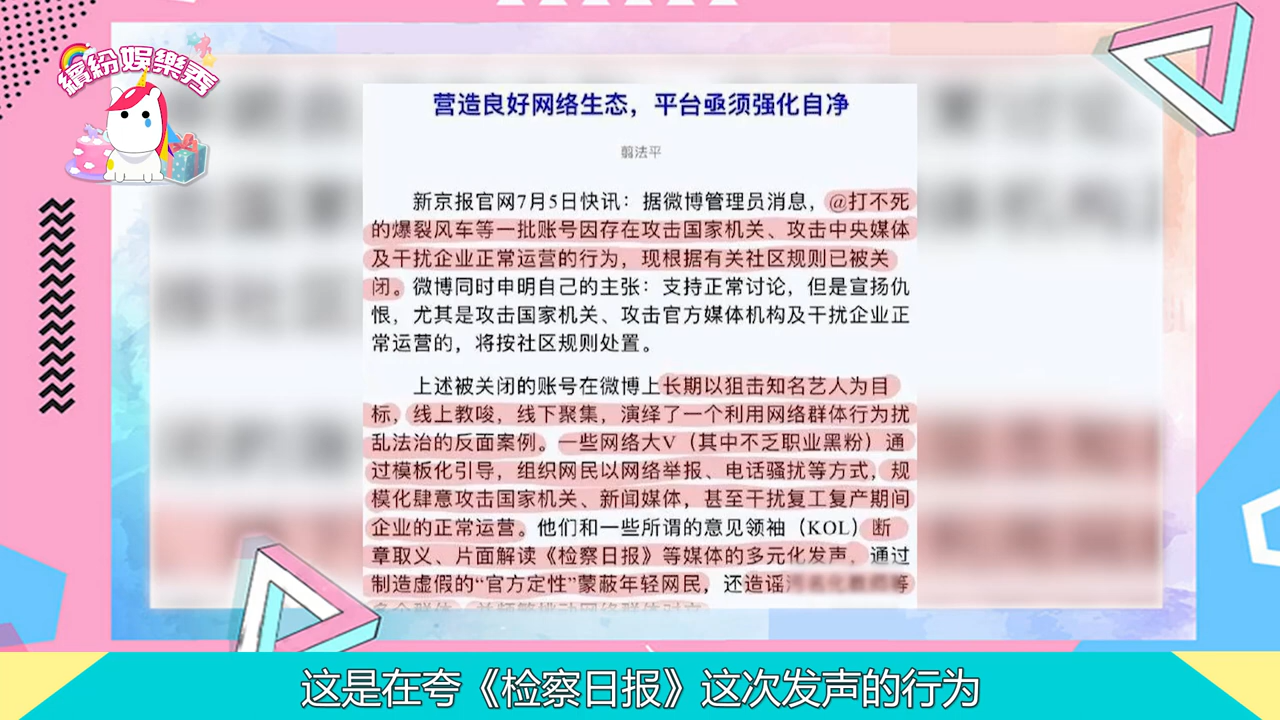 繽紛娛樂秀
营造良好网络生态，平台亟须强化自净
翦法平
新京报官网7月5日快讯：据微博管理员消息，@打不死
的爆裂风车等一批账号因存在攻击国家机关、攻击中央媒体
及干扰企业正常运营的行为，现根据有关社区规则已被关
闭。微博同时申明自己的主张：支持正常讨论，但是宣扬仇
恨，尤其是攻击国家机关、攻击官方媒体机构及干扰企业正
常运营的，将按社区规则处置。
上述被关闭的账号在微博上长期以狙击知名艺人为目
标，线上教唆，线下聚集，演绎了一个利用网络群体行为扰
乱法治的反面案例。一些网络大V（其中不乏职业黑粉）通
过模板化引导，组织网民以网络举报、电话骚扰等方式，规
模化肆意攻击国家机关、新闻媒体，甚至干扰复工复产期间
企业的正常运营。他们和一些所谓的意见领袖（KOL）断
章取义、片面解读《检察日报》等媒体的多元化发声，通过
制造虚假的“官方定性”蒙蔽年轻网民，还造谣
这是在夸《检察日报》这次发声的行为